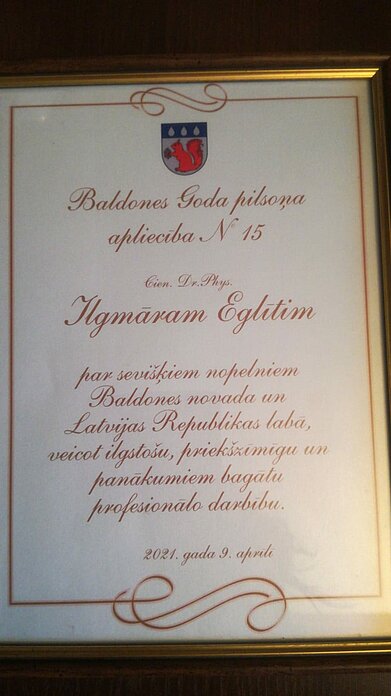 Baldones Goda pilsoņa
apliecība Nº 15
Cien. Dr.Phys.
Ilgmāram Eglītim
par sevišķiem nopelniem
Baldones novada un
Latvijas Republikas labā,
veicot ilgstošu, priekšzīmīgu un
panākumiem bagātu
profesionālo darbību.
2021. gada 9. aprīlī